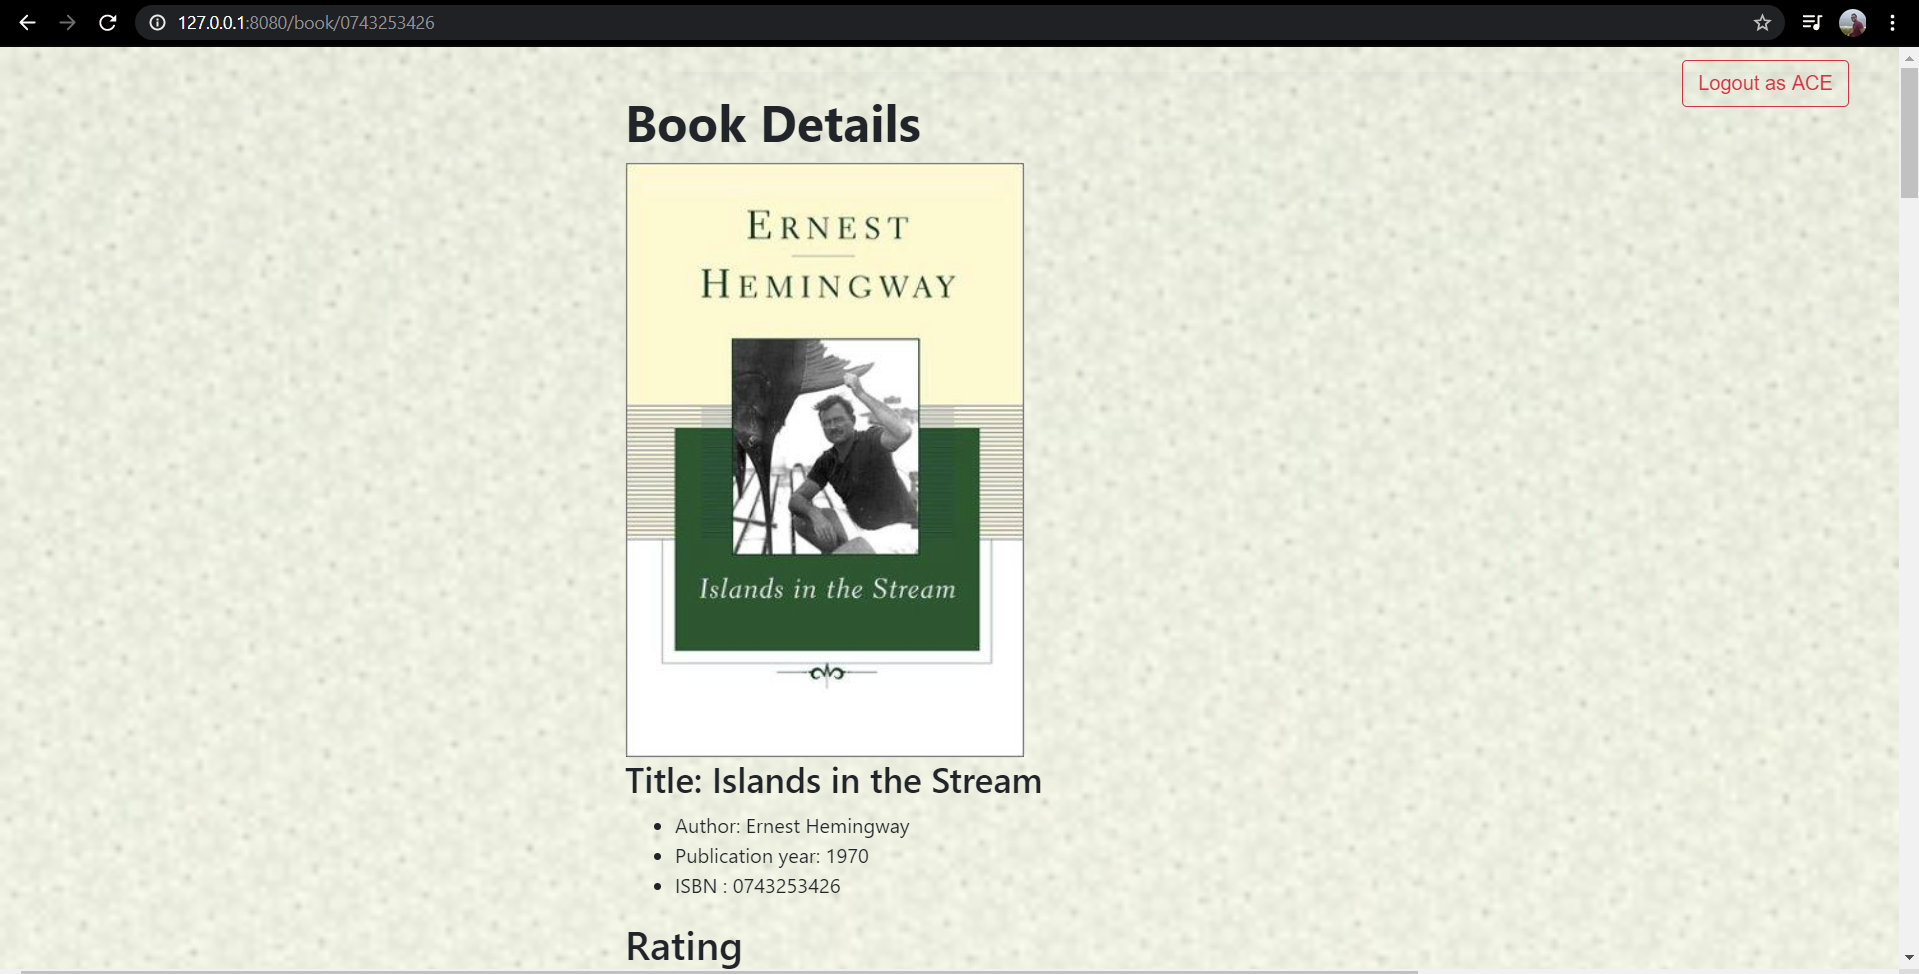 127.0.0.1:8080/book/0743253426
Logout as ACE
Book Details
ERNEST
HEMINGWAY
Islands in the Stream
Title: Islands in the Stream
Author: Ernest Hemingway
Publication year: 1970
ISBN : 0743253426
Rating